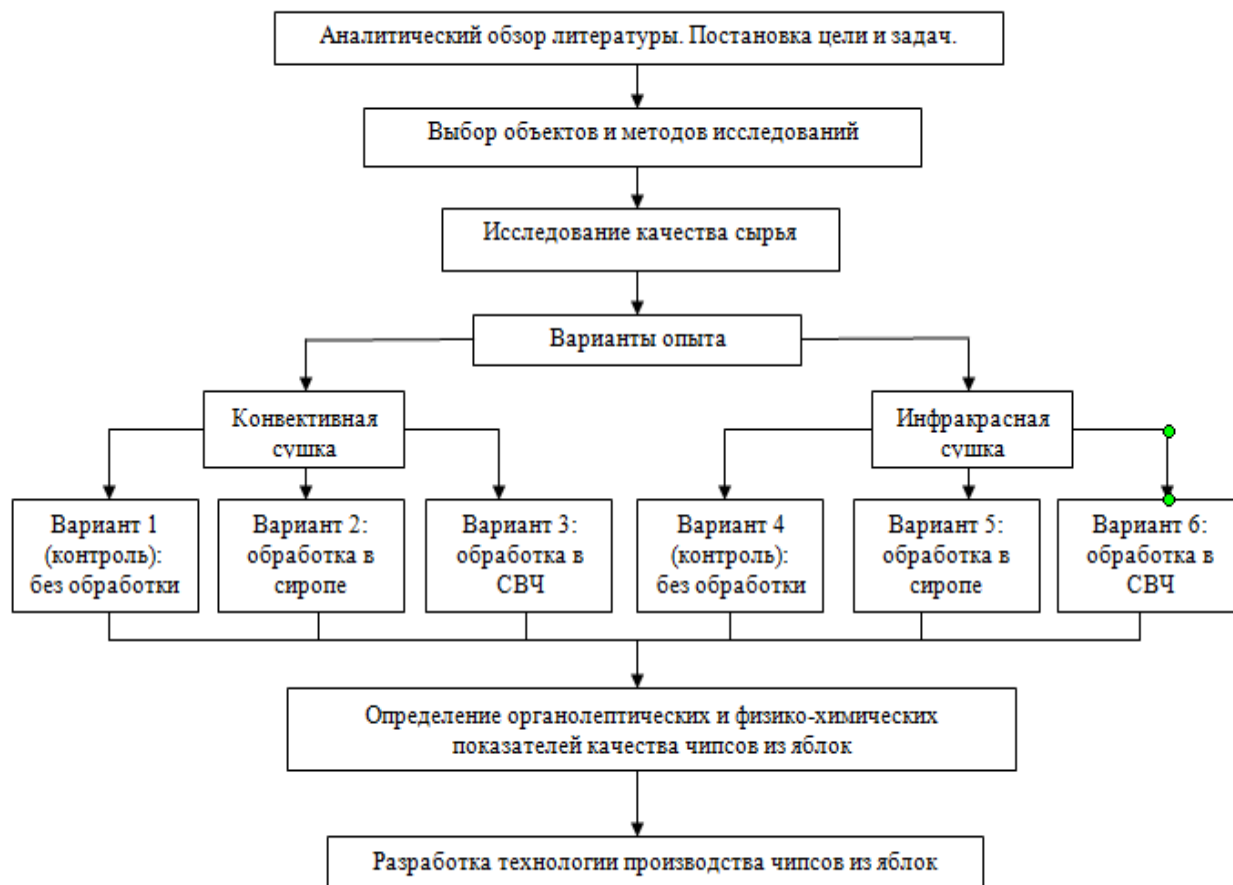 Аналитический обзор литературы. Постановка цели и задач.
Выбор объектов и методов исследований
Исследование качества сырья
Варианты опыта
Конвективная
сушка
Инфракрасная
сушка
Вариант 1
(контроль):
без обработки
Вариант 2:
обработка в
сиропе
Вариант 3:
обработка в
СВЧ
Вариант 4
(контроль):
без обработки
Вариант 5:
обработка в
сиропе
Вариант 6:
обработка в
СВЧ
Определение органолептических и физико-химических
показателей качества чипсов из яблок
Разработка технологии производства чипсов из яблок